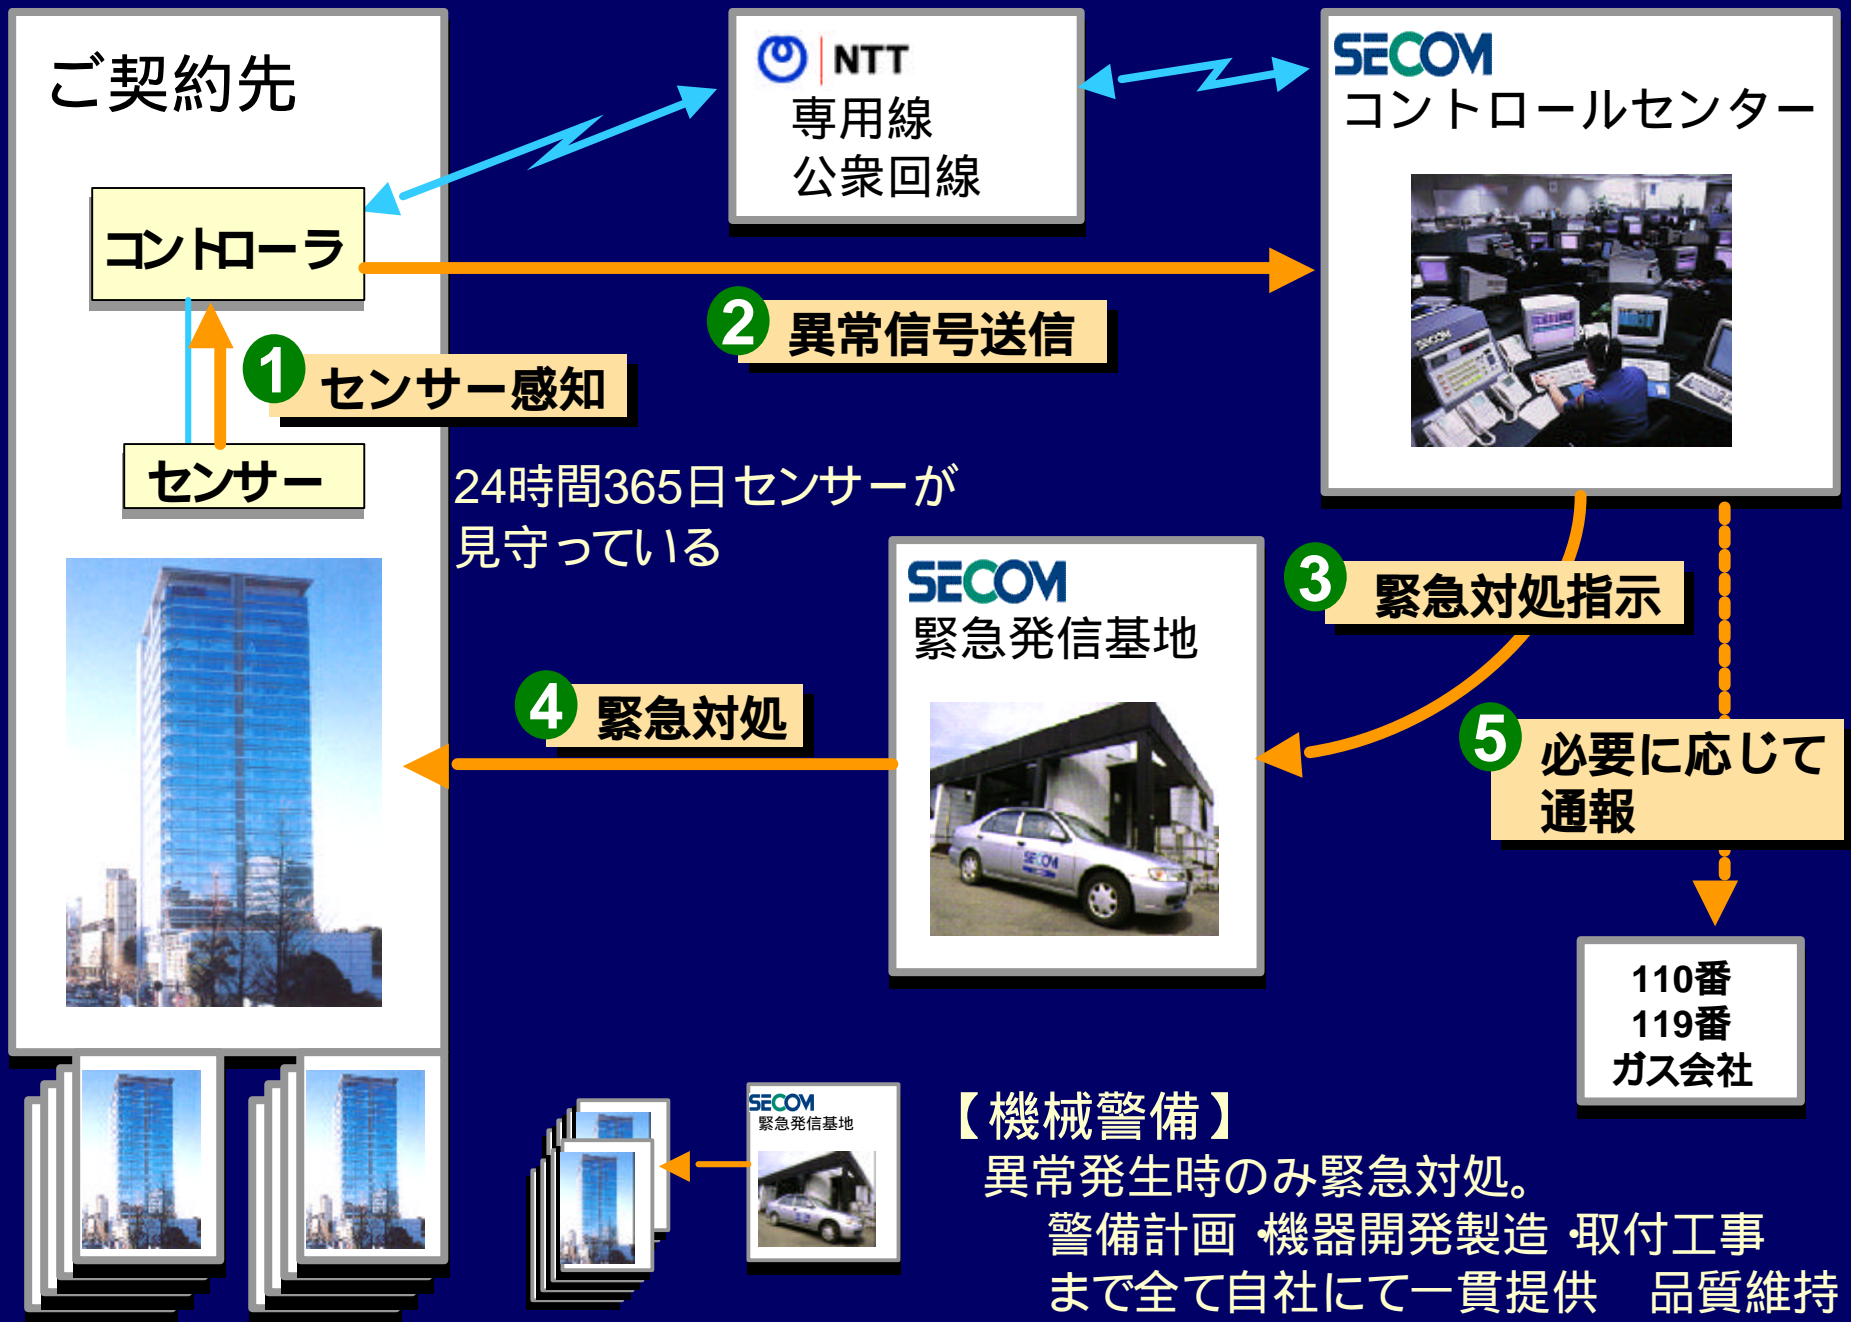 ご契約先
コントローラ
1 センサー感知
センサー
NTT
専用線
公衆回線
2 異常信号送信
SECOM
コントロールセンター
SECOM
24時間365日センサーが
見守っている
SECOM
緊急発信基地
SECOM
3 緊急対処指示
4 緊急対処
5 必要に応じて
通報
110番
119番
ガス会社
SECOM
緊急発信基地
【機械警備】
異常発生時のみ緊急対処。
警備計画・機器開発製造・取付工事
まで全て自社にて一貫提供　品質維持